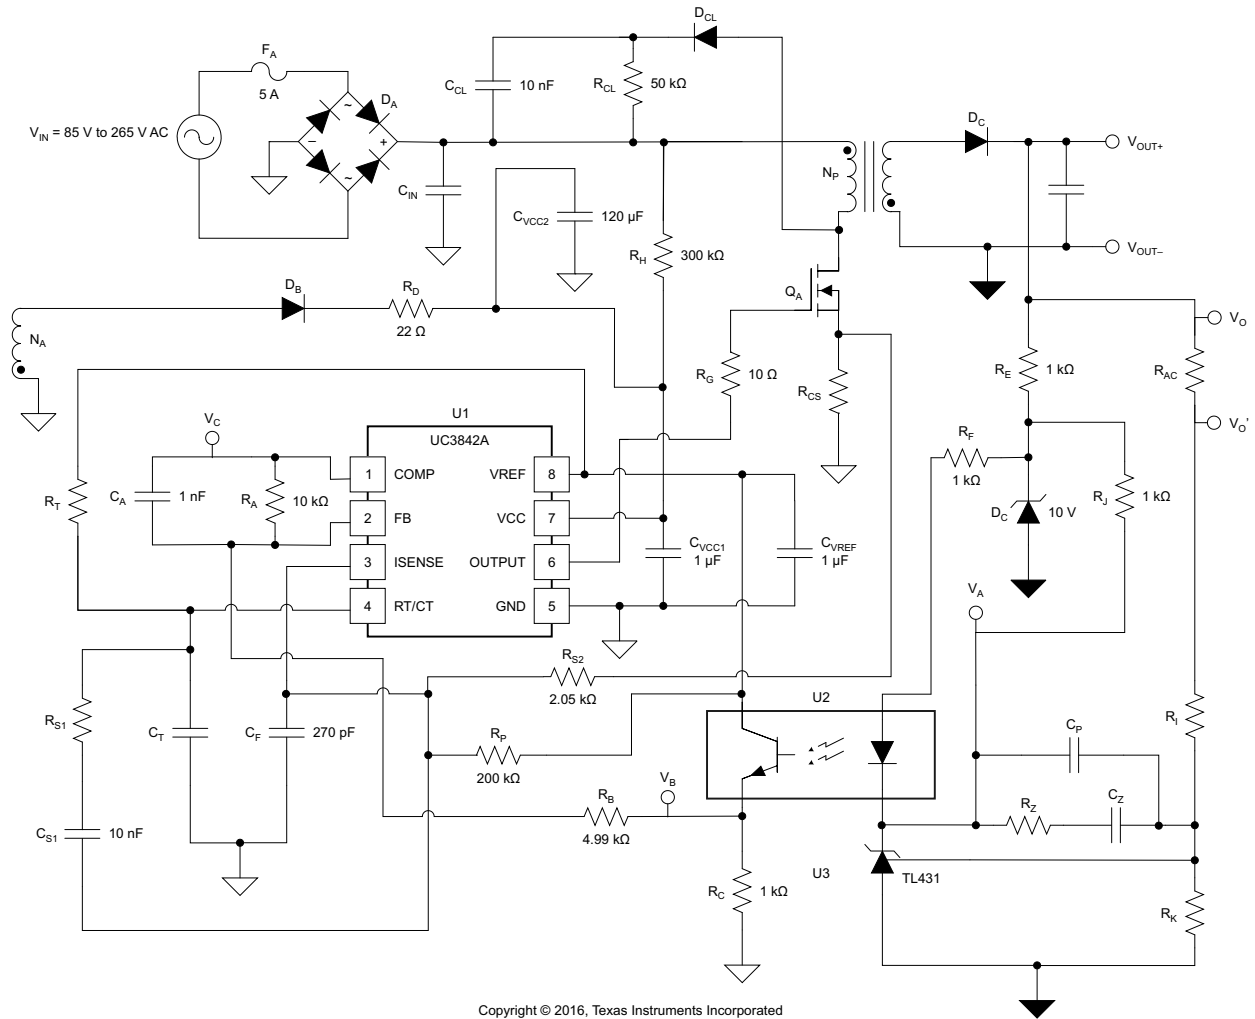 D_CL
F_A
5 A
D_A
~
~
−
+
V_IN = 85 V to 265 V AC
C_CL
10 nF
R_CL
50 kΩ
D_C
V_OUT+
N_P
C_IN
C_VCC2
120 µF
R_H
300 kΩ
V_OUT–
Q_A
D_B
R_D
22 Ω
N_A
V_O
R_G
10 Ω
R_CS
R_E
1 kΩ
R_AC
V_O'
V_C
U1
UC3842A
R_F
1 kΩ
R_T
C_A
1 nF
R_A
10 kΩ
1 COMP
VREF 8
2 FB
VCC 7
3 ISENSE
OUTPUT 6
4 RT/CT
GND 5
C_VCC1
1 µF
C_VREF
1 µF
D_C
10 V
R_J
1 kΩ
V_A
R_S2
2.05 kΩ
U2
R_S1
C_T
C_F
270 pF
R_P
200 kΩ
C_P
R_I
V_B
R_B
4.99 kΩ
R_Z
C_Z
C_S1
10 nF
R_C
1 kΩ
U3
TL431
R_K
Copyright © 2016, Texas Instruments Incorporated